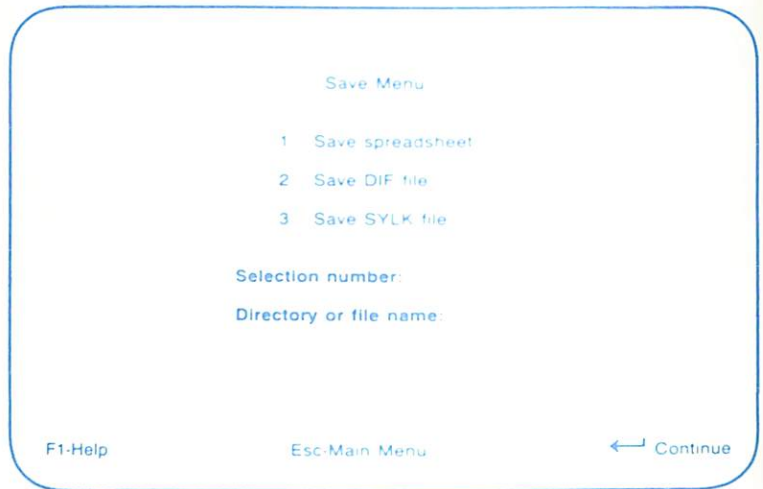 Save Menu
1 Save spreadsheet
2 Save DIF file
3 Save SYLK file
Selection number:
Directory or file name:
F1-Help Esc-Main Menu Continue